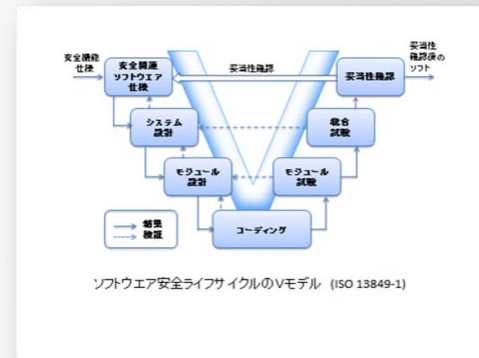 安全機能
仕様
安全関連
ソフトウエア
仕様
妥当性確認
妥当性確認
妥当性
確認後の
ソフト
システム
設計
統合
試験
モジュール
設計
モジュール
試験
コーディング
結果
検証
ソフトウエア安全ライフサイクルのVモデル (ISO 13849-1)